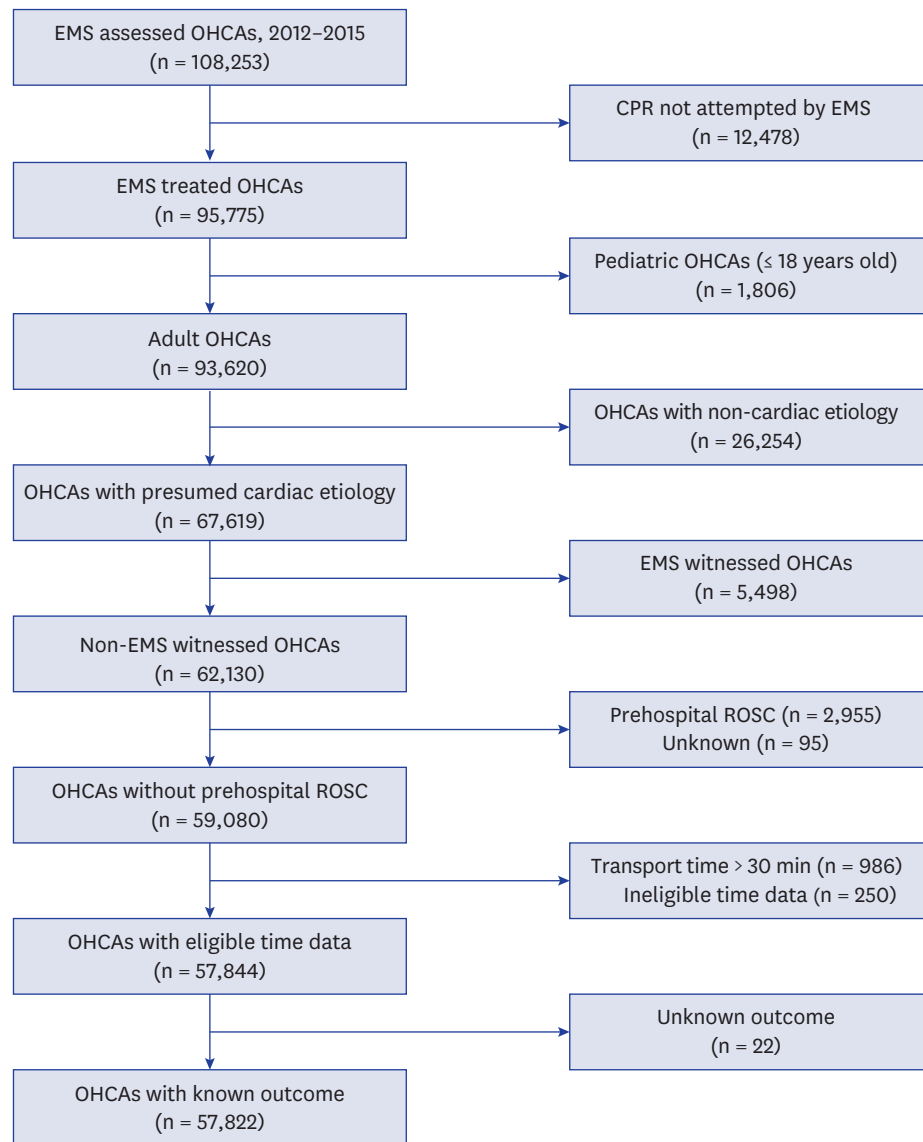 EMS assessed OHCAs, 2012–2015
(n = 108,253)
CPR not attempted by EMS
(n = 12,478)
EMS treated OHCAs
(n = 95,775)
Pediatric OHCAs (≤ 18 years old)
(n = 1,806)
Adult OHCAs
(n = 93,620)
OHCAs with non-cardiac etiology
(n = 26,254)
OHCAs with presumed cardiac etiology
(n = 67,619)
EMS witnessed OHCAs
(n = 5,498)
Non-EMS witnessed OHCAs
(n = 62,130)
Prehospital ROSC (n = 2,955)
Unknown (n = 95)
OHCAs without prehospital ROSC
(n = 59,080)
Transport time > 30 min (n = 986)
Ineligible time data (n = 250)
OHCAs with eligible time data
(n = 57,844)
Unknown outcome
(n = 22)
OHCAs with known outcome
(n = 57,822)